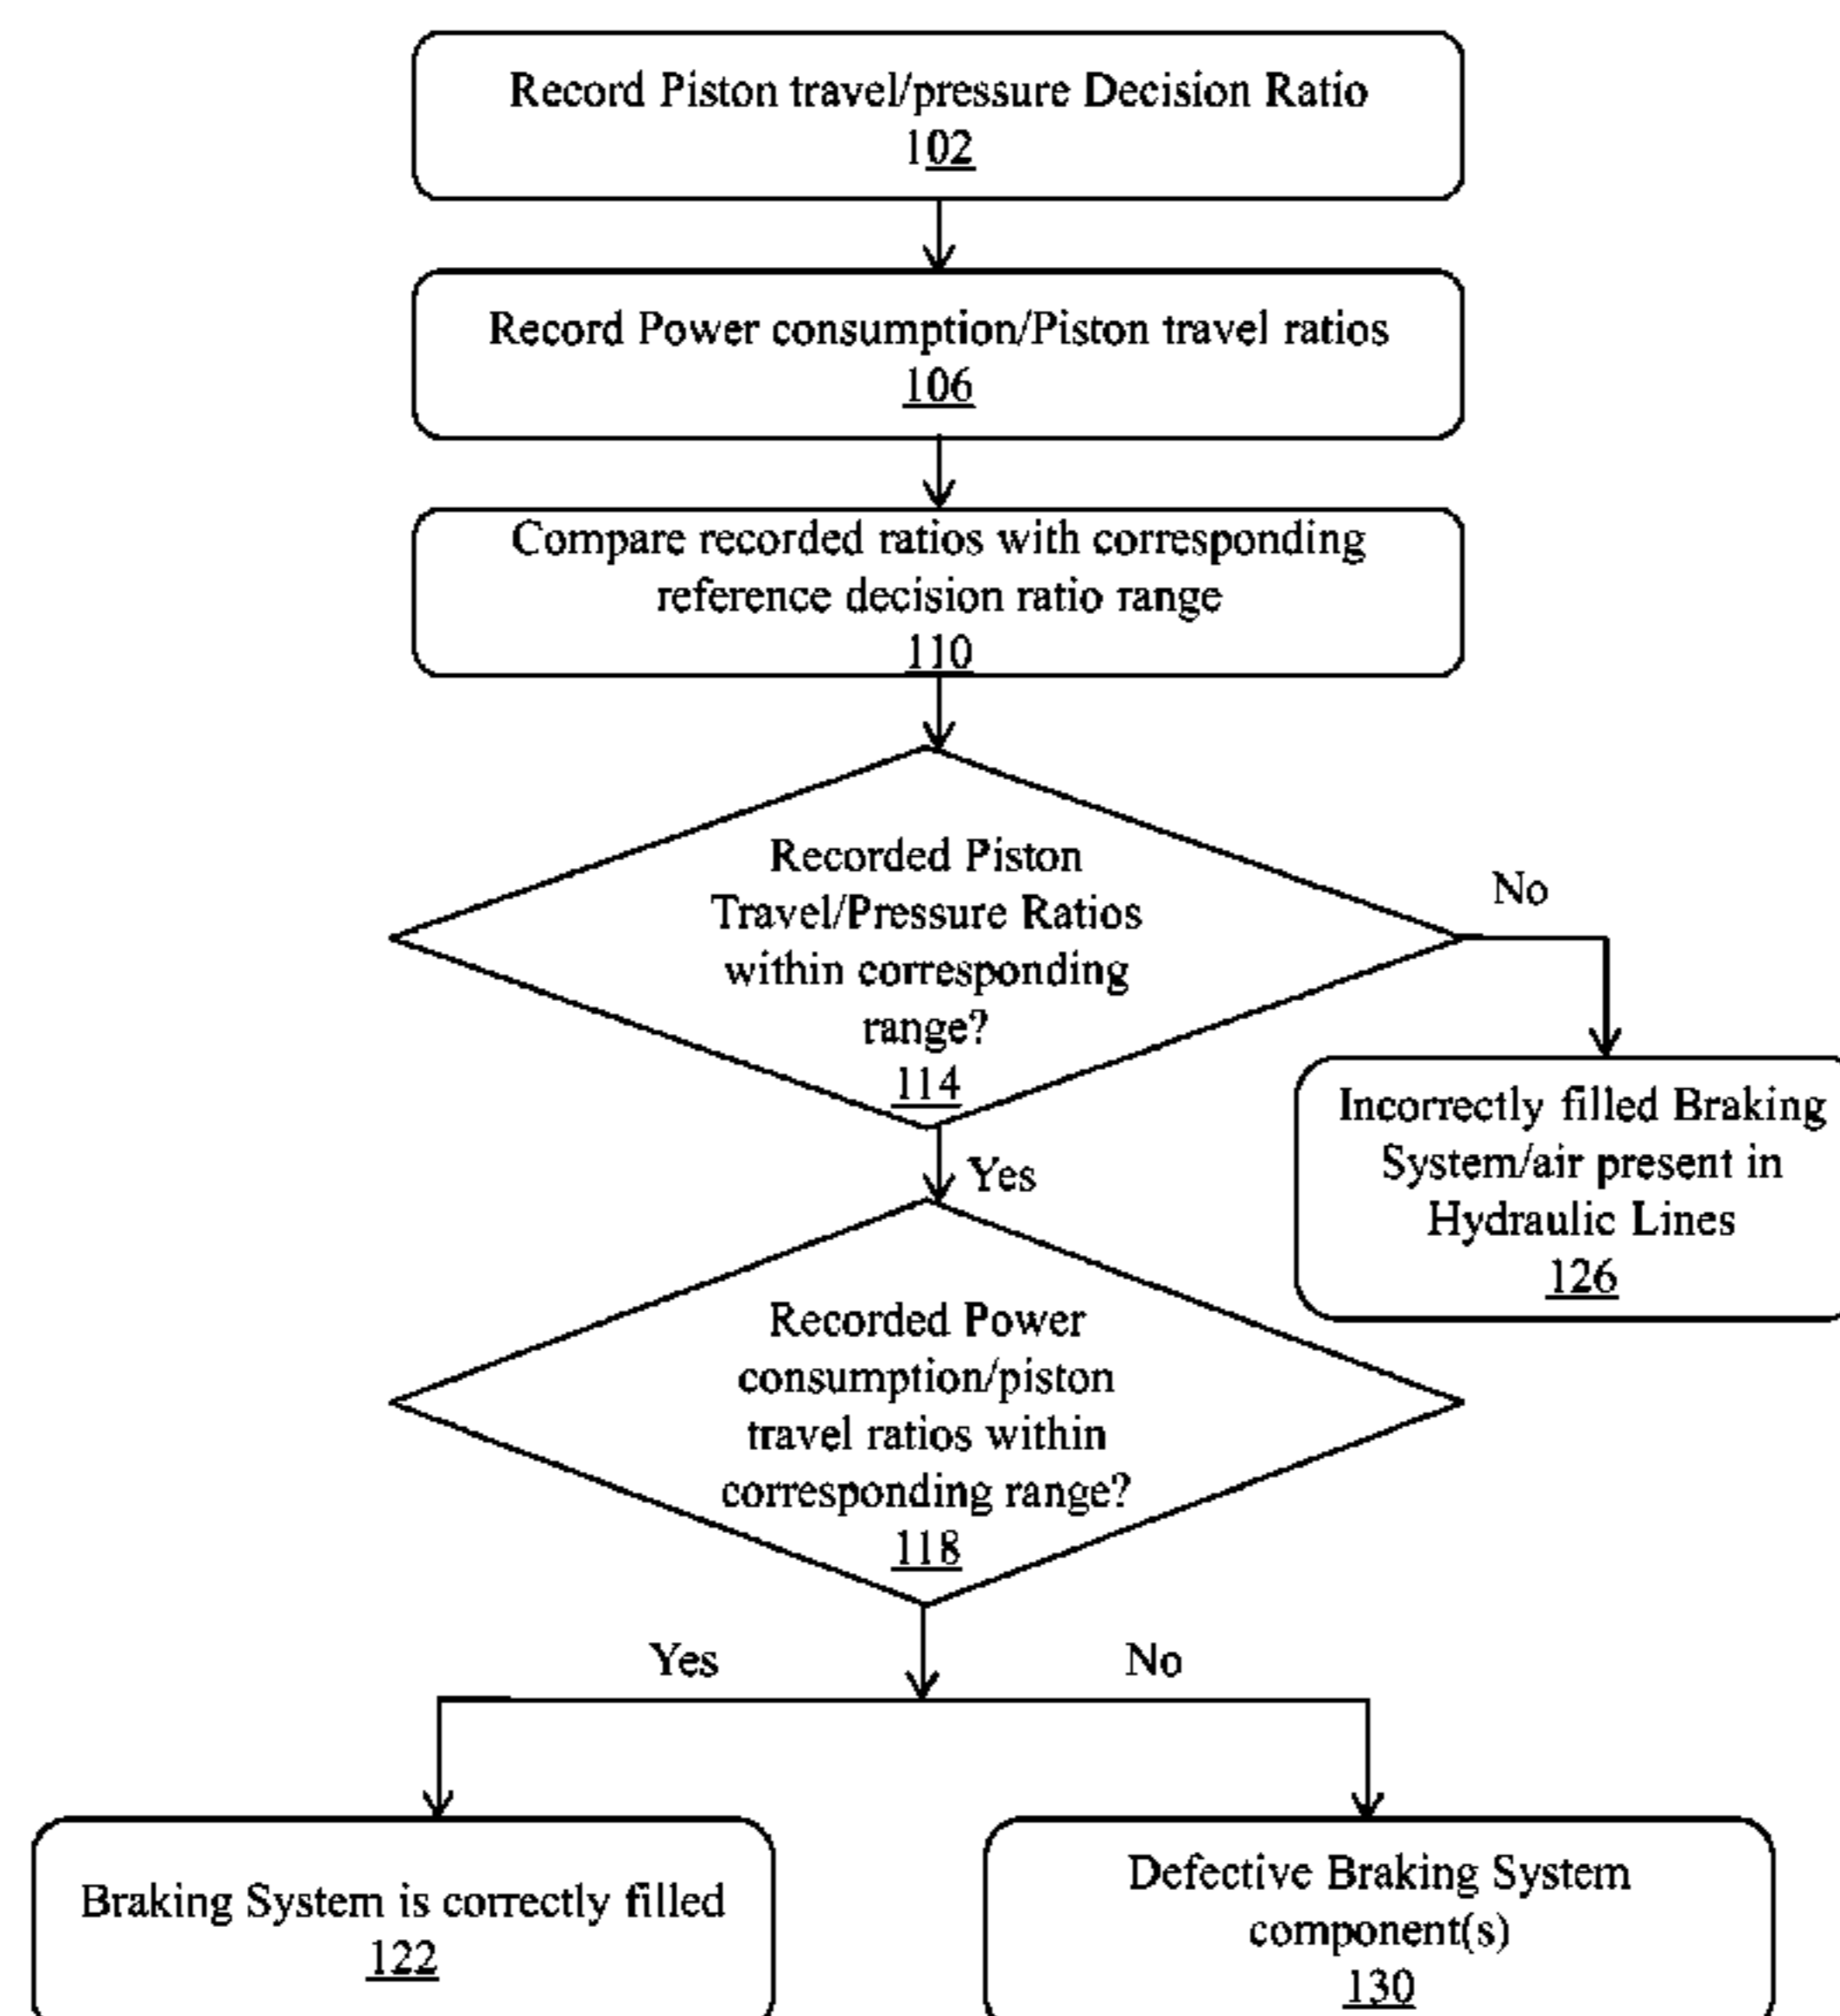 Record Piston travel/pressure Decision Ratio
102
Record Power consumption/Piston travel ratios
106
Compare recorded ratios with corresponding
reference decision ratio range
110
Recorded Piston
Travel/Pressure Ratios
within corresponding
range?
114
No
Incorrectly filled Braking
System/air present in
Hydraulic Lines
126
Yes
Recorded Power
consumption/piston
travel ratios within
corresponding range?
118
Yes
No
Braking System is correctly filled
122
Defective Braking System
component(s)
130